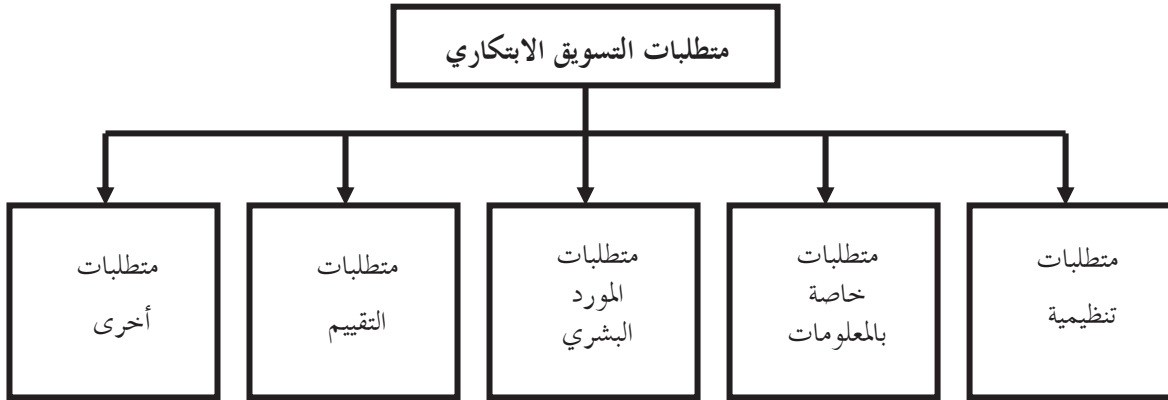 متطلبات التسويق الابتكاري
متطلبات
تنظيمية
متطلبات
خاصة
بالمعلومات
متطلبات
المورد
البشري
متطلبات
التقييم
متطلبات
أخرى